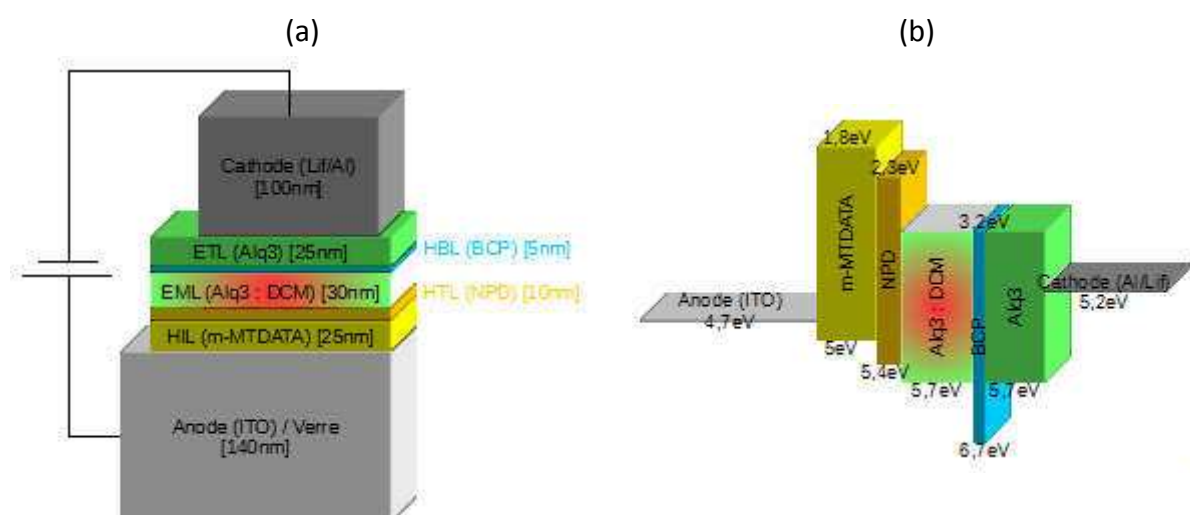 (a)
Cathode (Lif/Al)
[100nm]
ETL (Alq3) [25nm]
HBL (BCP) [5nm]
EML (Alq3 : DCM) [30nm]
HTL (NPD) [10nm]
HIL (m-MTDATA) [25nm]
Anode (ITO) / Verre
[140nm]
(b)
1,8eV
2,3eV
3,2eV
m-MTDATA
NPD
Alq3 : DCM
BCP
Alq3
Anode (ITO)
4,7eV
Cathode (Al/Lif)
5,2eV
5eV
5,4eV
5,7eV
5,7eV
6,7eV